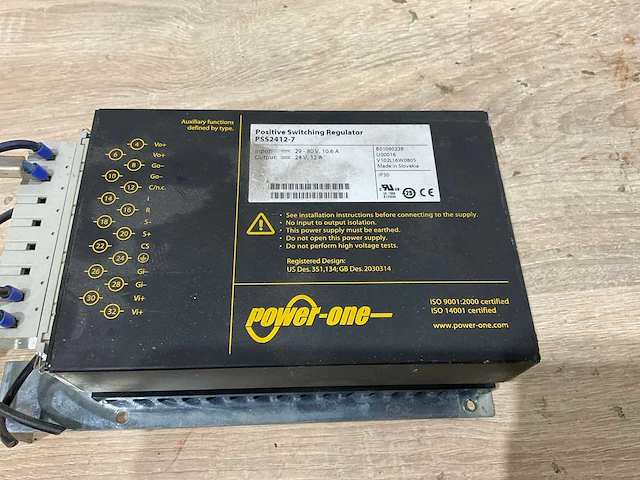 Auxiliary functions
defined by type.
4 Vo+
6 Vo+
8 Go–
10 Go–
12 C/n.c.
14 i
16 R
18 S–
20 S+
22 CS
24
26 Gi–
28 Gi–
30 Vi+
32 Vi+
Positive Switching Regulator
PSS2412-7
Input: 29 - 80 V, 10.6 A
Output: 24 V, 12 A
B01090228
U00016
V102L16W0805
Made in Slovakia
IP30
• See installation instructions before connecting to the supply.
• No input to output isolation.
• This power supply must be earthed.
• Do not open this power supply.
• Do not perform high voltage tests.
Registered Design:
US Des. 351,134; GB Des. 2030314
power-one
ISO 9001:2000 certified
ISO 14001 certified
www.power-one.com